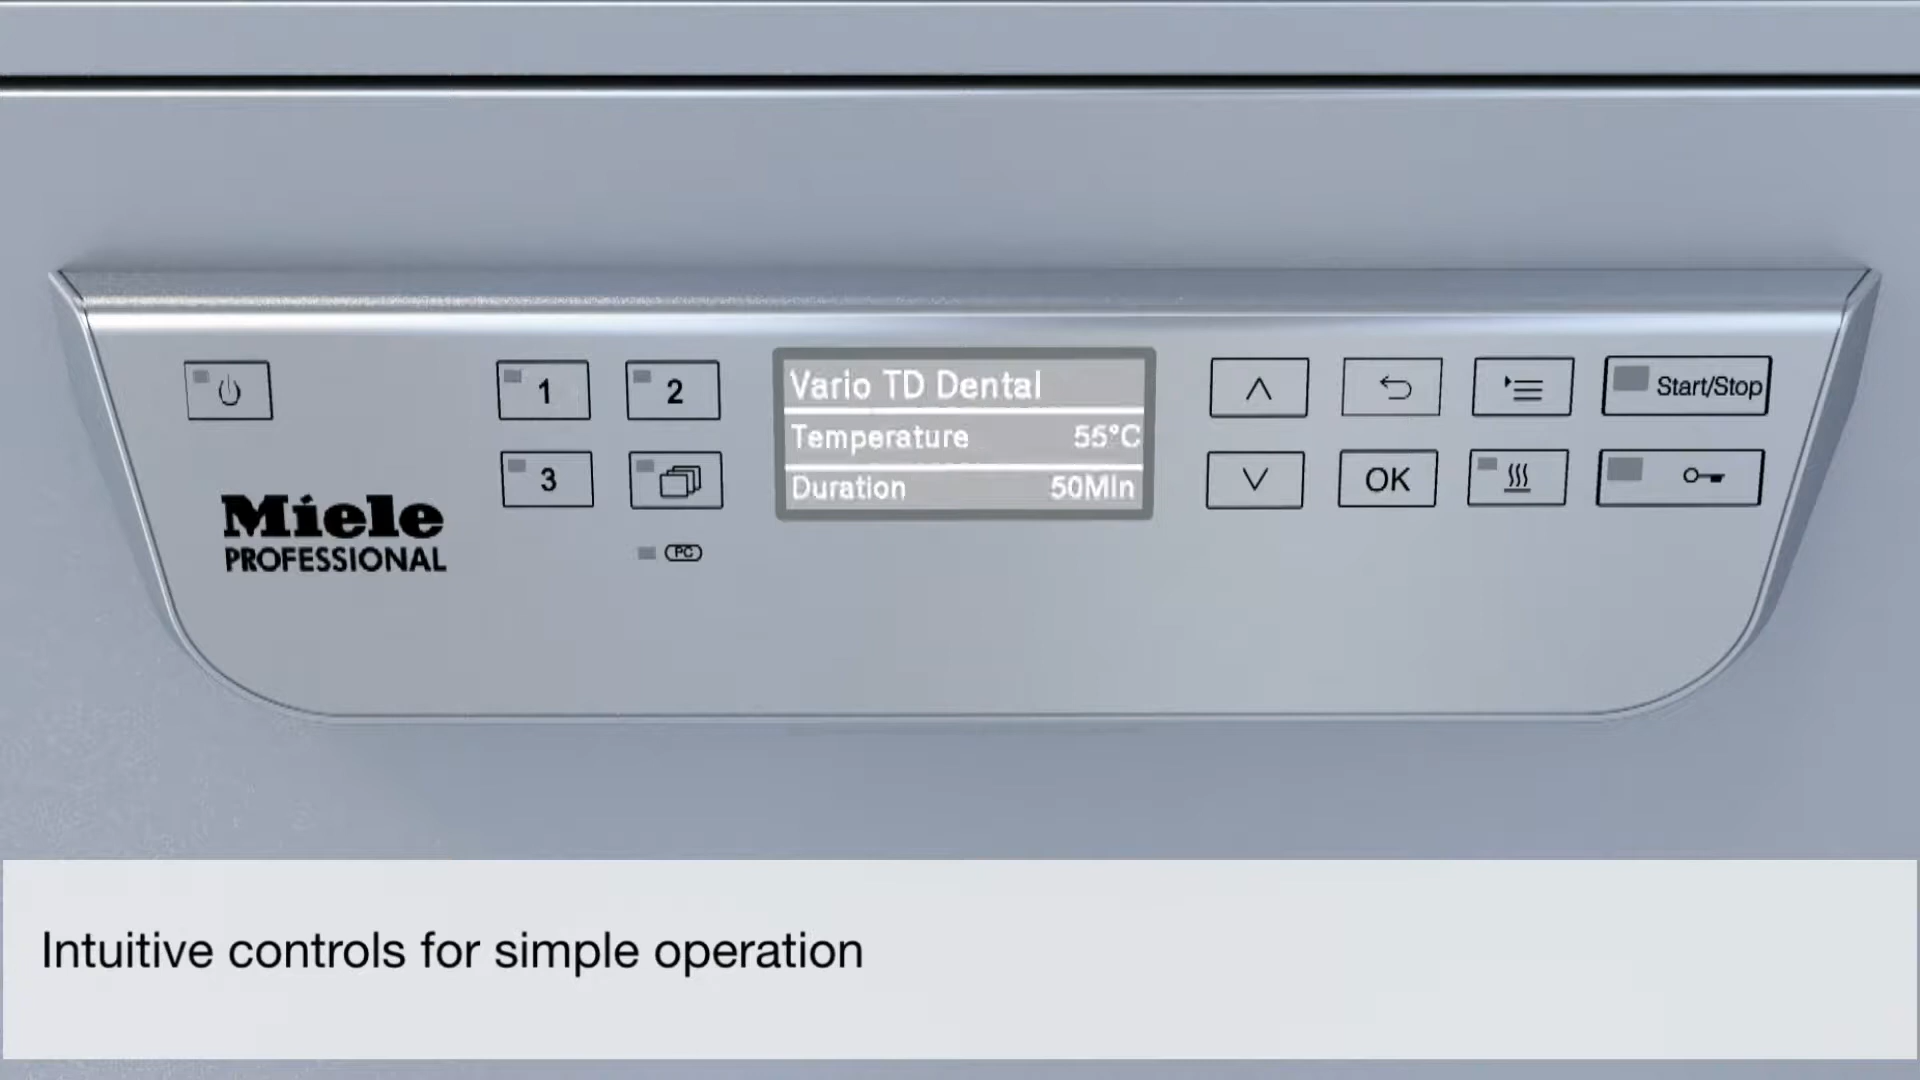 1
2
3
PC
Miele
PROFESSIONAL
Vario TD Dental
Temperature 55°C
Duration 50MIn
Start/Stop
OK
Intuitive controls for simple operation